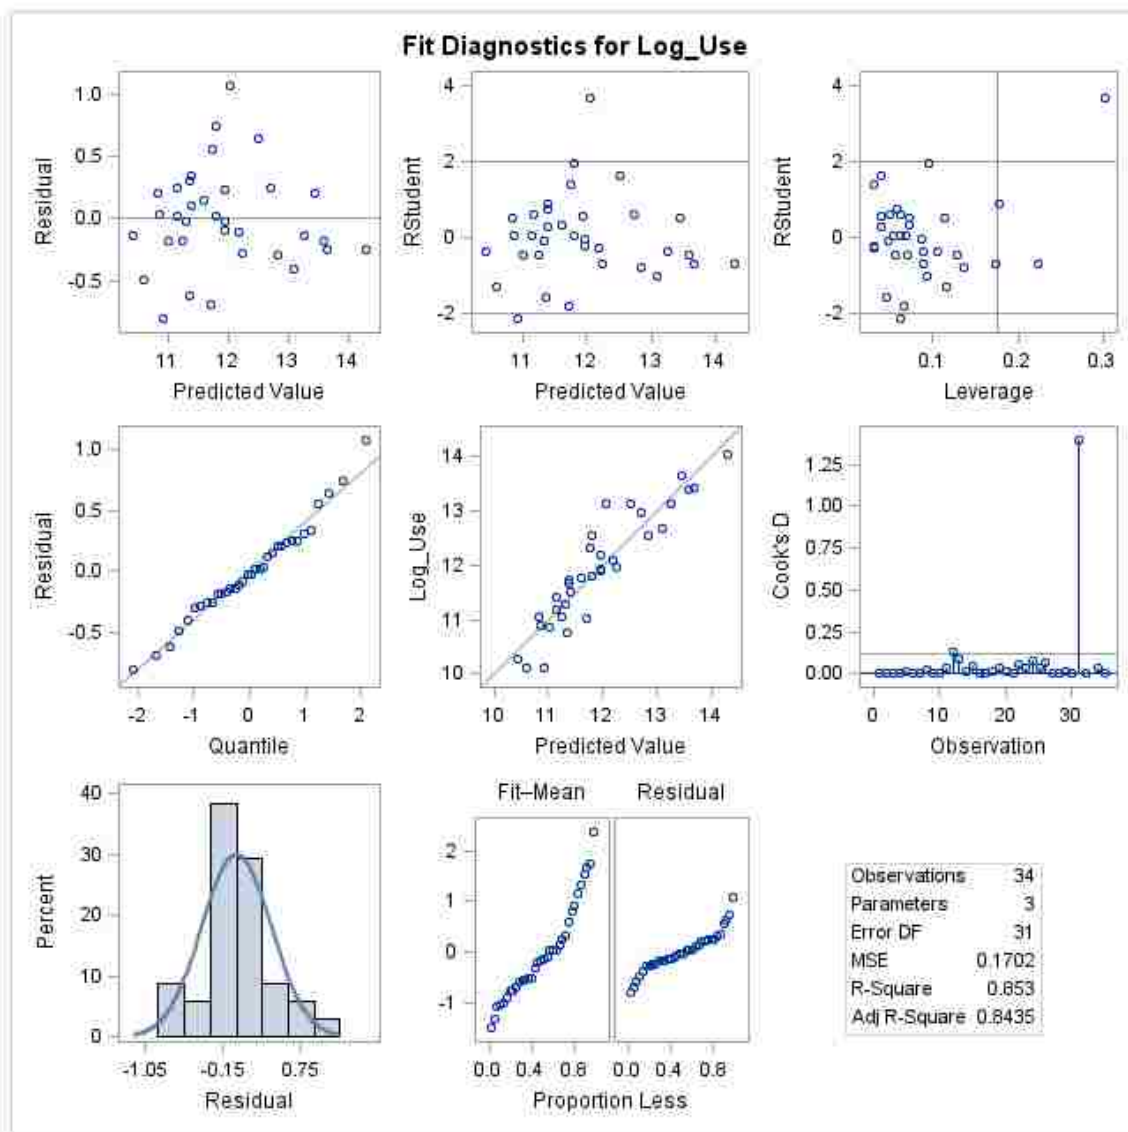 Fit Diagnostics for Log_Use
1.0
0.5
0.0
-0.5
Residual
11 12 13 14
Predicted Value
4
2
0
-2
RStudent
11 12 13 14
Predicted Value
4
2
0
-2
RStudent
0.1 0.2 0.3
Leverage
1.0
0.5
0.0
-0.5
Residual
-2 -1 0 1 2
Quantile
14
13
12
11
10
Log_Use
10 11 12 13 14
Predicted Value
1.25
1.00
0.75
0.50
0.25
0.00
Cook's D
0 10 20 30
Observation
40
30
20
10
0
Percent
-1.05 -0.15 0.75
Residual
Fit–Mean Residual
2
1
0
-1
0.0 0.4 0.8 0.0 0.4 0.8
Proportion Less
Observations 34
Parameters 3
Error DF 31
MSE 0.1702
R-Square 0.853
Adj R-Square 0.8435